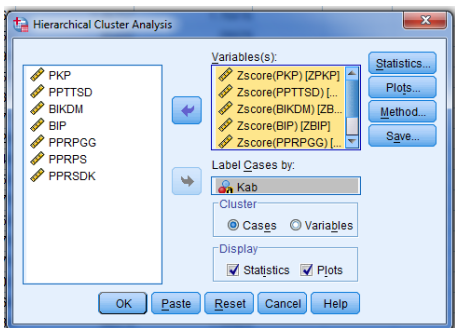 Hierarchical Cluster Analysis
PKP
PPTTSD
BIKDM
BIP
PPRPGG
PPRPS
PPRSDK
Variables(s):
Zscore(PKP) [ZPKP]
Zscore(PPTTSD) [...
Zscore(BIKDM) [ZB...
Zscore(BIP) [ZBIP]
Zscore(PPRPGG) [...
Label Cases by:
Kab
Cluster
Cases Variables
Display
Statistics Plots
Statistics...
Plots...
Method...
Save...
OK Paste Reset Cancel Help